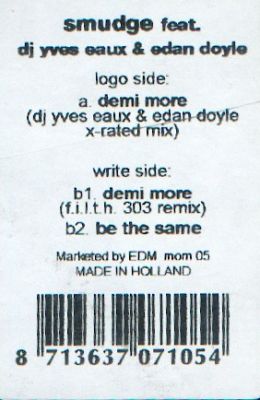 smudge feat.
dj yves eaux & edan doyle
logo side:
a. demi more
(dj yves eaux & edan doyle
x-rated mix)
write side:
b1. demi more
(f.i.l.t.h. 303 remix)
b2. be the same
Marketed by EDM mom 05
MADE IN HOLLAND
8 713637 071054